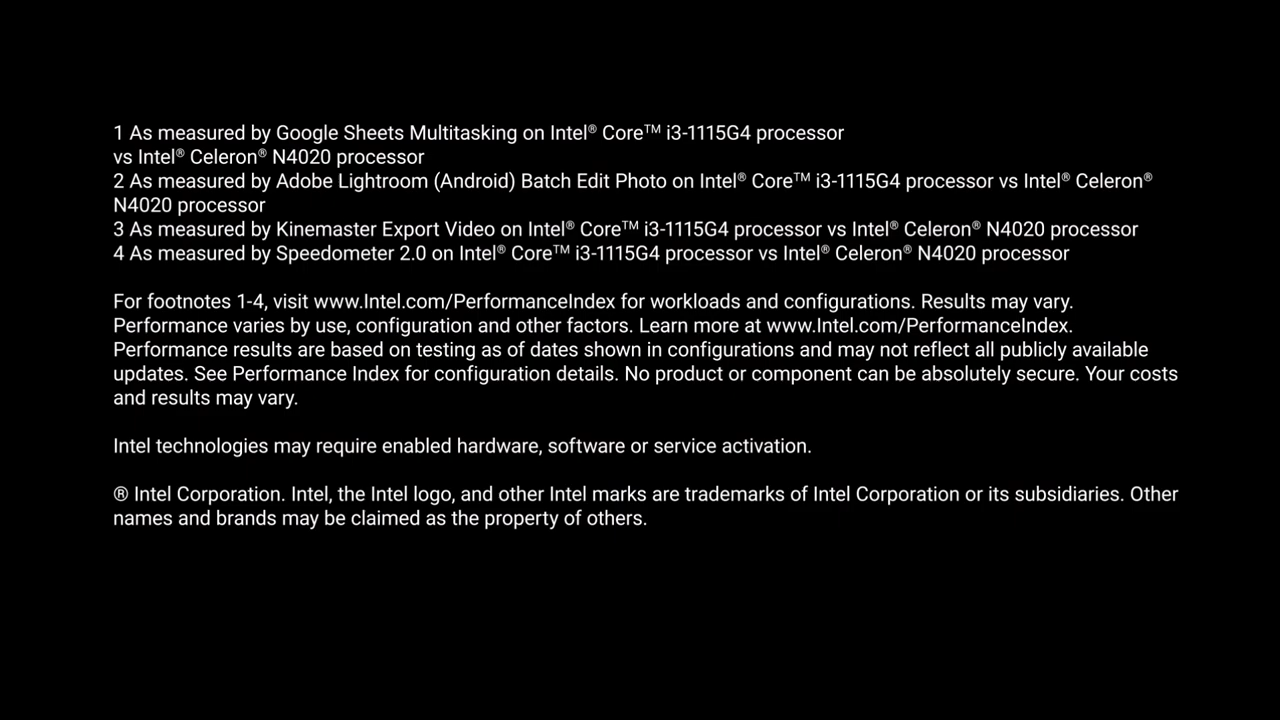 1 As measured by Google Sheets Multitasking on Intel® Core™ i3-1115G4 processor
vs Intel® Celeron® N4020 processor
2 As measured by Adobe Lightroom (Android) Batch Edit Photo on Intel® Core™ i3-1115G4 processor vs Intel® Celeron®
N4020 processor
3 As measured by Kinemaster Export Video on Intel® Core™ i3-1115G4 processor vs Intel® Celeron® N4020 processor
4 As measured by Speedometer 2.0 on Intel® Core™ i3-1115G4 processor vs Intel® Celeron® N4020 processor
For footnotes 1-4, visit www.Intel.com/PerformanceIndex for workloads and configurations. Results may vary.
Performance varies by use, configuration and other factors. Learn more at www.Intel.com/PerformanceIndex.
Performance results are based on testing as of dates shown in configurations and may not reflect all publicly available
updates. See Performance Index for configuration details. No product or component can be absolutely secure. Your costs
and results may vary.
Intel technologies may require enabled hardware, software or service activation.
® Intel Corporation. Intel, the Intel logo, and other Intel marks are trademarks of Intel Corporation or its subsidiaries. Other
names and brands may be claimed as the property of others.